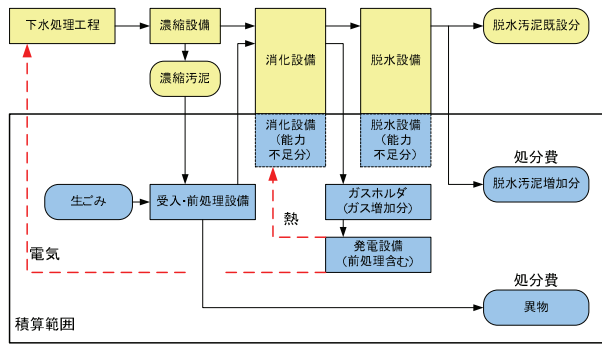 下水処理工程
濃縮設備
消化設備
脱水設備
脱水汚泥既設分
濃縮汚泥
消化設備
(能力
不足分)
脱水設備
(能力
不足分)
処分費
脱水汚泥増加分
生ごみ
受入・前処理設備
ガスホルダ
(ガス増加分)
熱
発電設備
(前処理含む)
電気
処分費
異物
積算範囲